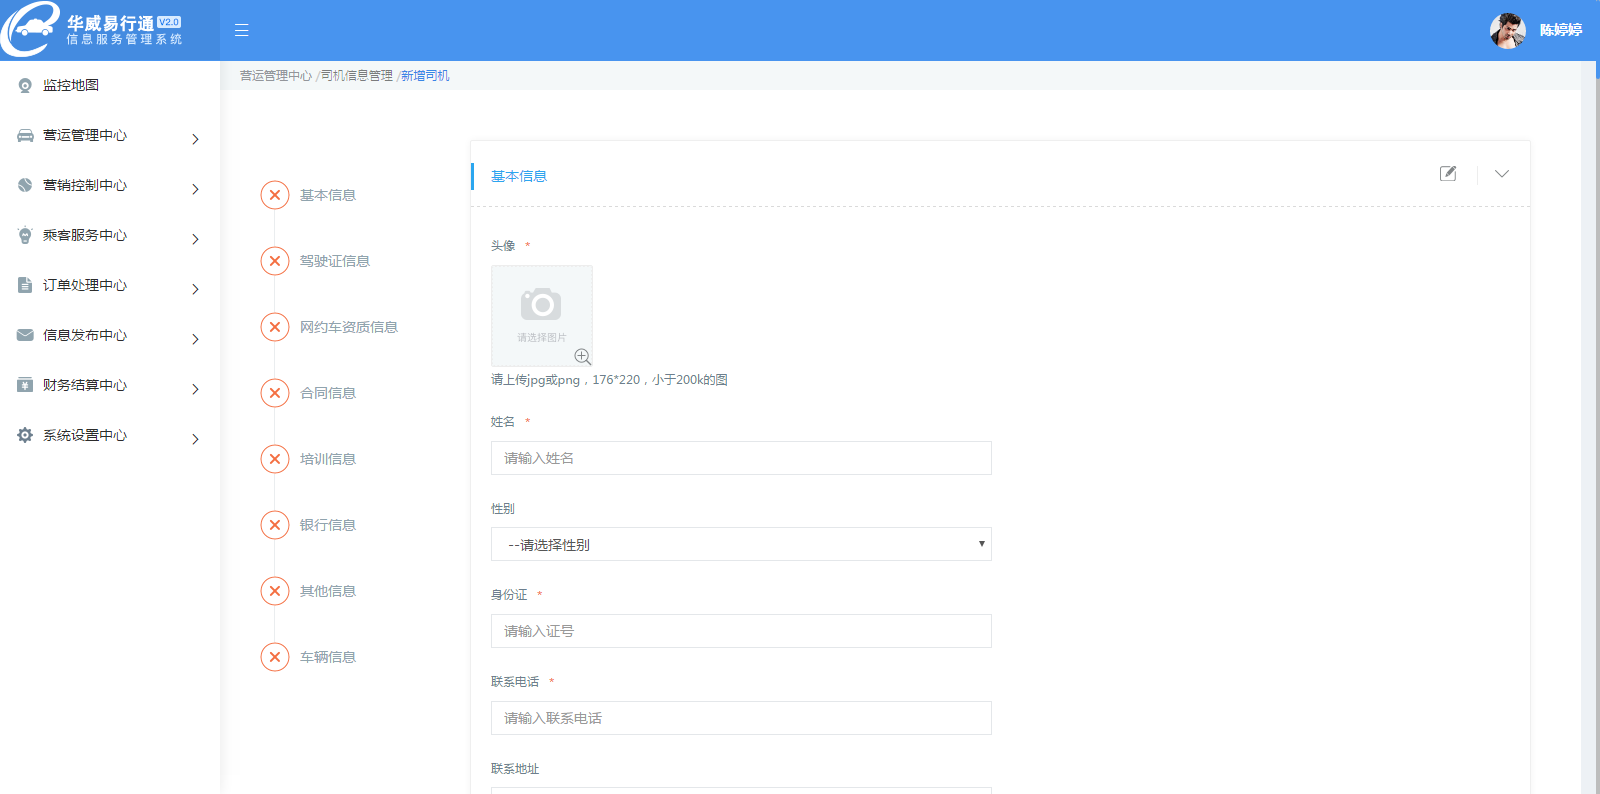 华威易行通 V2.0
信息服务管理系统
陈婷婷
监控地图
营运管理中心
营销控制中心
乘客服务中心
订单处理中心
信息发布中心
财务结算中心
系统设置中心
营运管理中心 /司机信息管理 /新增司机
基本信息
驾驶证信息
网约车资质信息
合同信息
培训信息
银行信息
其他信息
车辆信息
基本信息
头像 *
请选择图片
请上传jpg或png，176*220，小于200k的图
姓名 *
请输入姓名
性别
--请选择性别
身份证 *
请输入证号
联系电话 *
请输入联系电话
联系地址